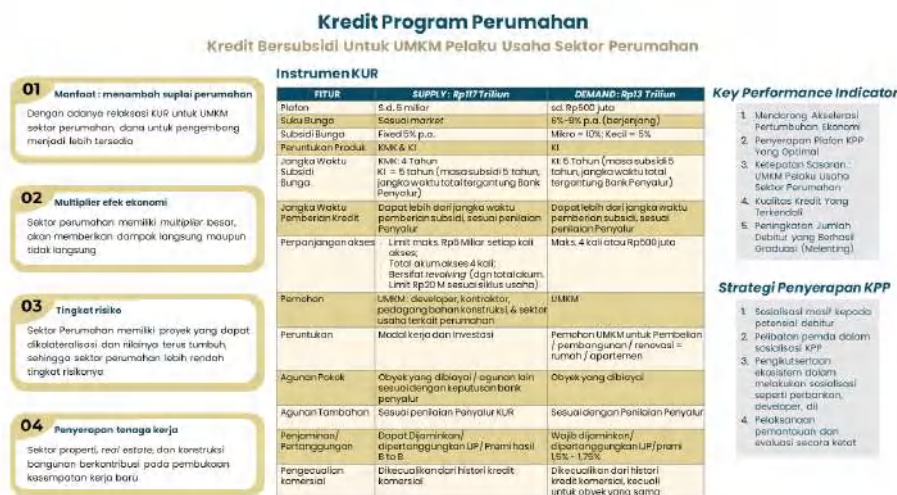 Kredit Program Perumahan
Kredit Bersubsidi Untuk UMKM Pelaku Usaha Sektor Perumahan
01 Manfaat : menambah suplai perumahan
Dengan adanya relaksasi KUR untuk UMKM
sektor perumahan, dana untuk pengembang
menjadi lebih tersedia
02 Multiplier efek ekonomi
Sektor perumahan memiliki multiplier besar,
akan memberikan dampak langsung maupun
tidak langsung
03 Tingkat risiko
Sektor Perumahan memiliki proyek yang dapat
dikolateralisasi dan nilainya terus tumbuh,
sehingga sektor perumahan lebih rendah
tingkat risikonya
04 Penyerapan tenaga kerja
Sektor properti, real estate, dan konstruksi
bangunan berkontribusi pada pembukaan
kesempatan kerja baru
Instrumen KUR
FITUR SUPPLY : Rp117 Triliun DEMAND : Rp13 Triliun
Plafon S.d. 5 miliar sd. Rp500 juta
Suku Bunga Sesuai market 6%-9% p.a. (berjenjang)
Subsidi Bunga Fixed 5% p.a. Mikro = 10%; Kecil = 5%
Peruntukan Produk KMK & KI KI
Jangka Waktu KMK: 4 Tahun KI: 5 Tahun (masa subsidi 5
Subsidi KI = 5 tahun (masa subsidi 5 tahun, tahun, jangka waktu total
Bunga jangka waktu total tergantung Bank tergantung Bank Penyalur)
Penyalur)
Jangka Waktu Dapat lebih dari jangka waktu Dapat lebih dari jangka waktu
Pemberian Kredit pemberian subsidi, sesuai penilaian pemberian subsidi, sesuai
Penyalur penilaian Penyalur
Perpanjangan akses Limit maks. Rp5 Miliar setiap kali Maks. 4 kali atau Rp500 juta
akses;
Total akum akses 4 kali;
Bersifat revolving (dgn total akum.
Limit Rp20 M sesuai siklus usaha)
Pemohon UMKM : developer, kontraktor, UMKM
pedagang bahan konstruksi, & sektor
usaha terkait perumahan
Peruntukan Modal kerja dan Investasi Pemohon UMKM untuk Pembelian
/ pembangunan / renovasi =
rumah / apartemen
Agunan Pokok Obyek yang dibiayai / agunan lain Obyek yang dibiayai
sesuai dengan keputusan bank
penyalur
Agunan Tambahan Sesuai penilaian Penyalur KUR Sesuai dengan Penilaian Penyalur
Penjaminan/ Dapat Dijaminkan/ Wajib dijaminkan/
Pertanggungan dipertanggungkan IJP/ Premi hasil dipertanggungkan IJP/premi
B to B 1,5% - 1,75%
Pengecualian Dikecualikan dari histori kredit Dikecualikan dari histori
komersial komersial kredit komersial, kecuali
untuk obyek yang sama
Key Performance Indicator
1. Mendorong Akselerasi
Pertumbuhan Ekonomi
2. Penyerapan Plafon KPP
Yang Optimal
3. Ketepatan Sasaran :
UMKM Pelaku Usaha
Sektor Perumahan
4. Kualitas Kredit Yang
Terkendali
5. Peningkatan Jumlah
Debitur yang Berhasil
Graduasi (Melenting)
Strategi Penyerapan KPP
1. Sosialisasi masif kepada
potensial debitur
2. Pelibatan pemda dalam
sosialisasi KPP
3. Pengikutsertaan
ekosistem dalam
melakukan sosialisasi
seperti perbankan,
developer, dll
4. Pelaksanaan
pemantauan dan
evaluasi secara ketat